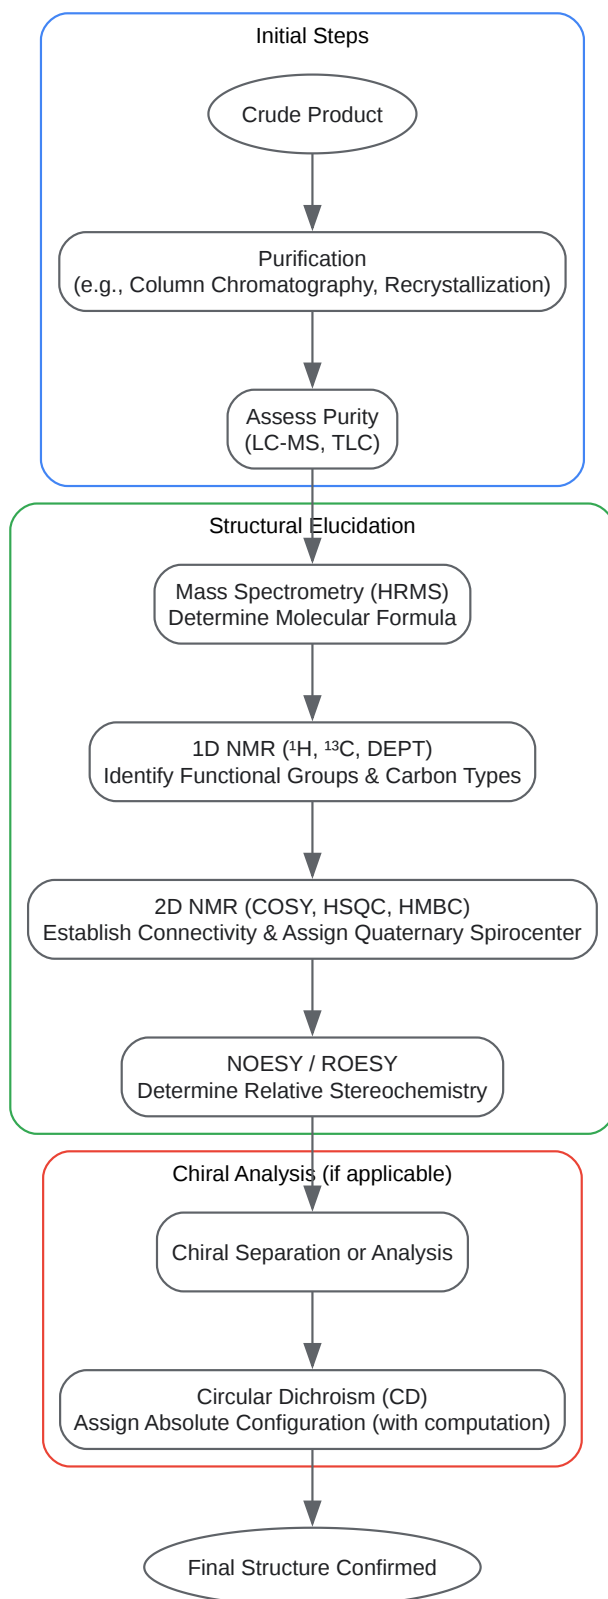 Initial Steps
Crude Product
Purification
(e.g., Column Chromatography, Recrystallization)
Assess Purity
(LC-MS, TLC)
Structural Elucidation
Mass Spectrometry (HRMS)
Determine Molecular Formula
1D NMR (¹H, ¹³C, DEPT)
Identify Functional Groups & Carbon Types
2D NMR (COSY, HSQC, HMBC)
Establish Connectivity & Assign Quaternary Spirocenter
NOESY / ROESY
Determine Relative Stereochemistry
Chiral Analysis (if applicable)
Chiral Separation or Analysis
Circular Dichroism (CD)
Assign Absolute Configuration (with computation)
Final Structure Confirmed